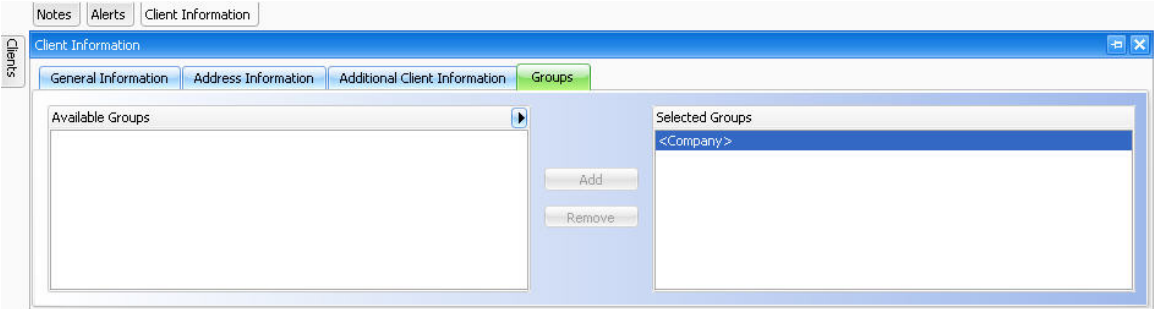 Notes Alerts Client Information
Clients
Client Information
General Information Address Information Additional Client Information Groups
Available Groups
Selected Groups
<Company>
Add
Remove